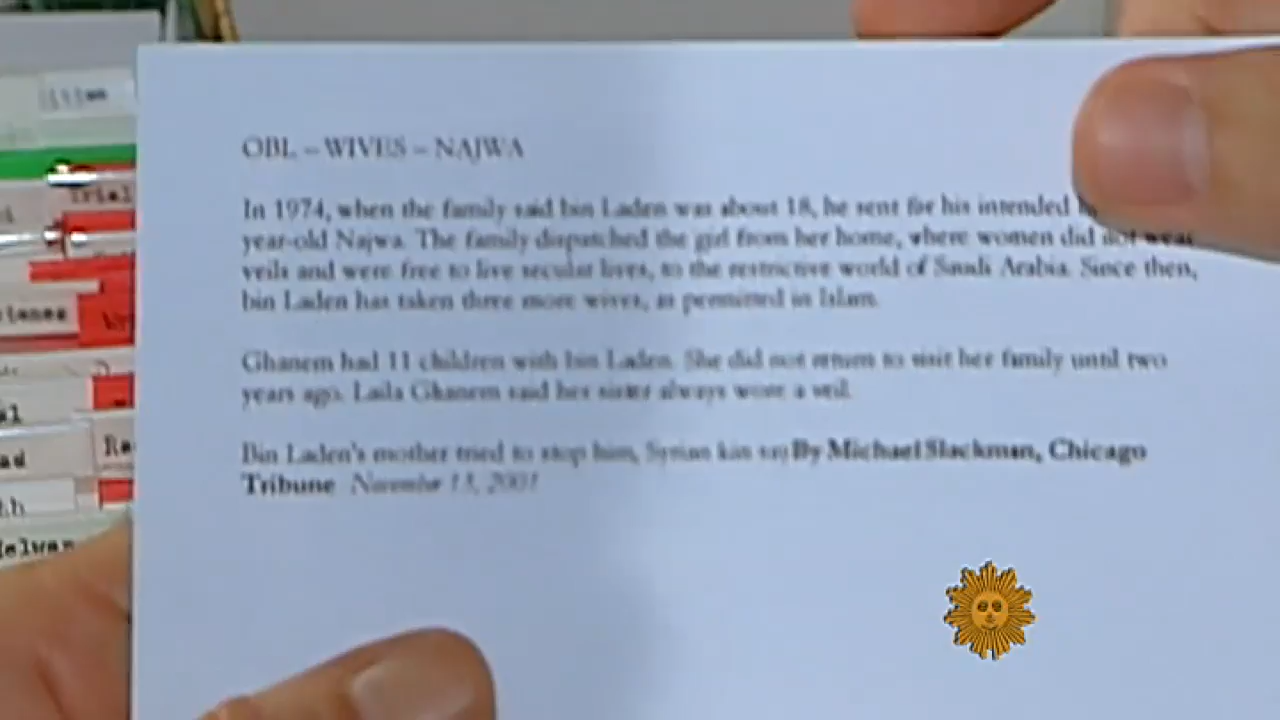 OBL – WIVES – NAJWA
In 1974, when the family said bin Laden was about 18, he sent for his intended
year-old Najwa. The family dispatched the girl from her home, where women did not wear
veils and were free to live secular lives, to the restrictive world of Saudi Arabia. Since then,
bin Laden has taken three more wives, as permitted in Islam.
Ghanem had 11 children with bin Laden. She did not return to visit her family until two
years ago. Laila Ghanem said her sister always wore a veil.
Bin Laden's mother tried to stop him, Syrian kin say By Michael Slackman, Chicago
Tribune November 13, 2001
Trial
Re
ad
Helwan